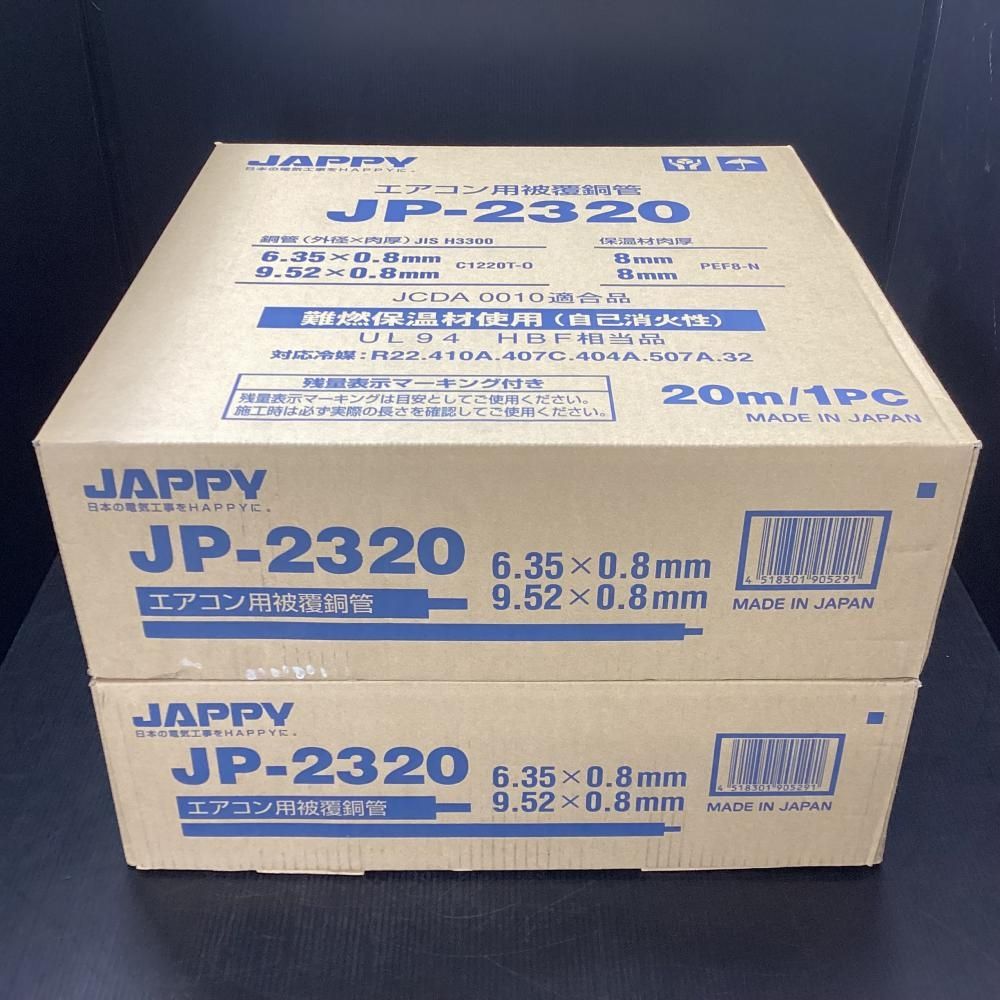 JAPPY
日本の電気工事をHAPPYに。
エアコン用被覆銅管
JP-2320
銅管(外径×肉厚) JIS H3300
6.35×0.8mm
9.52×0.8mm
C1220T-O
保温材肉厚
8mm
8mm
PEF8-N
JCDA 0010適合品
難燃保温材使用(自己消火性)
UL94 HBF相当品
対応冷媒:R22.410A.407C.404A.507A.32
残量表示マーキング付き
残量表示マーキングは目安としてご使用ください。
施工時は必ず実際の長さを確認してご使用ください。
20m/1PC
MADE IN JAPAN
JAPPY
日本の電気工事をHAPPYに。
JP-2320
エアコン用被覆銅管
6.35×0.8mm
9.52×0.8mm
4 518301 905291
MADE IN JAPAN
JAPPY
日本の電気工事をHAPPYに。
JP-2320
エアコン用被覆銅管
6.35×0.8mm
9.52×0.8mm
4 518301 905291
MADE IN JAPAN